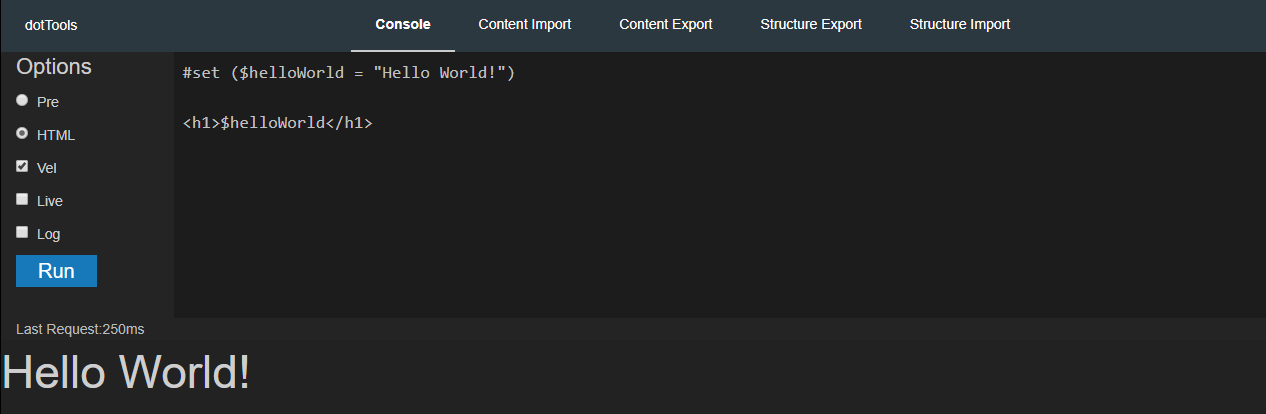 dotTools
Console
Content Import
Content Export
Structure Export
Structure Import
Options
Pre
HTML
Vel
Live
Log
Run
#set ($helloWorld = "Hello World!")
<h1>$helloWorld</h1>
Last Request:250ms
Hello World!